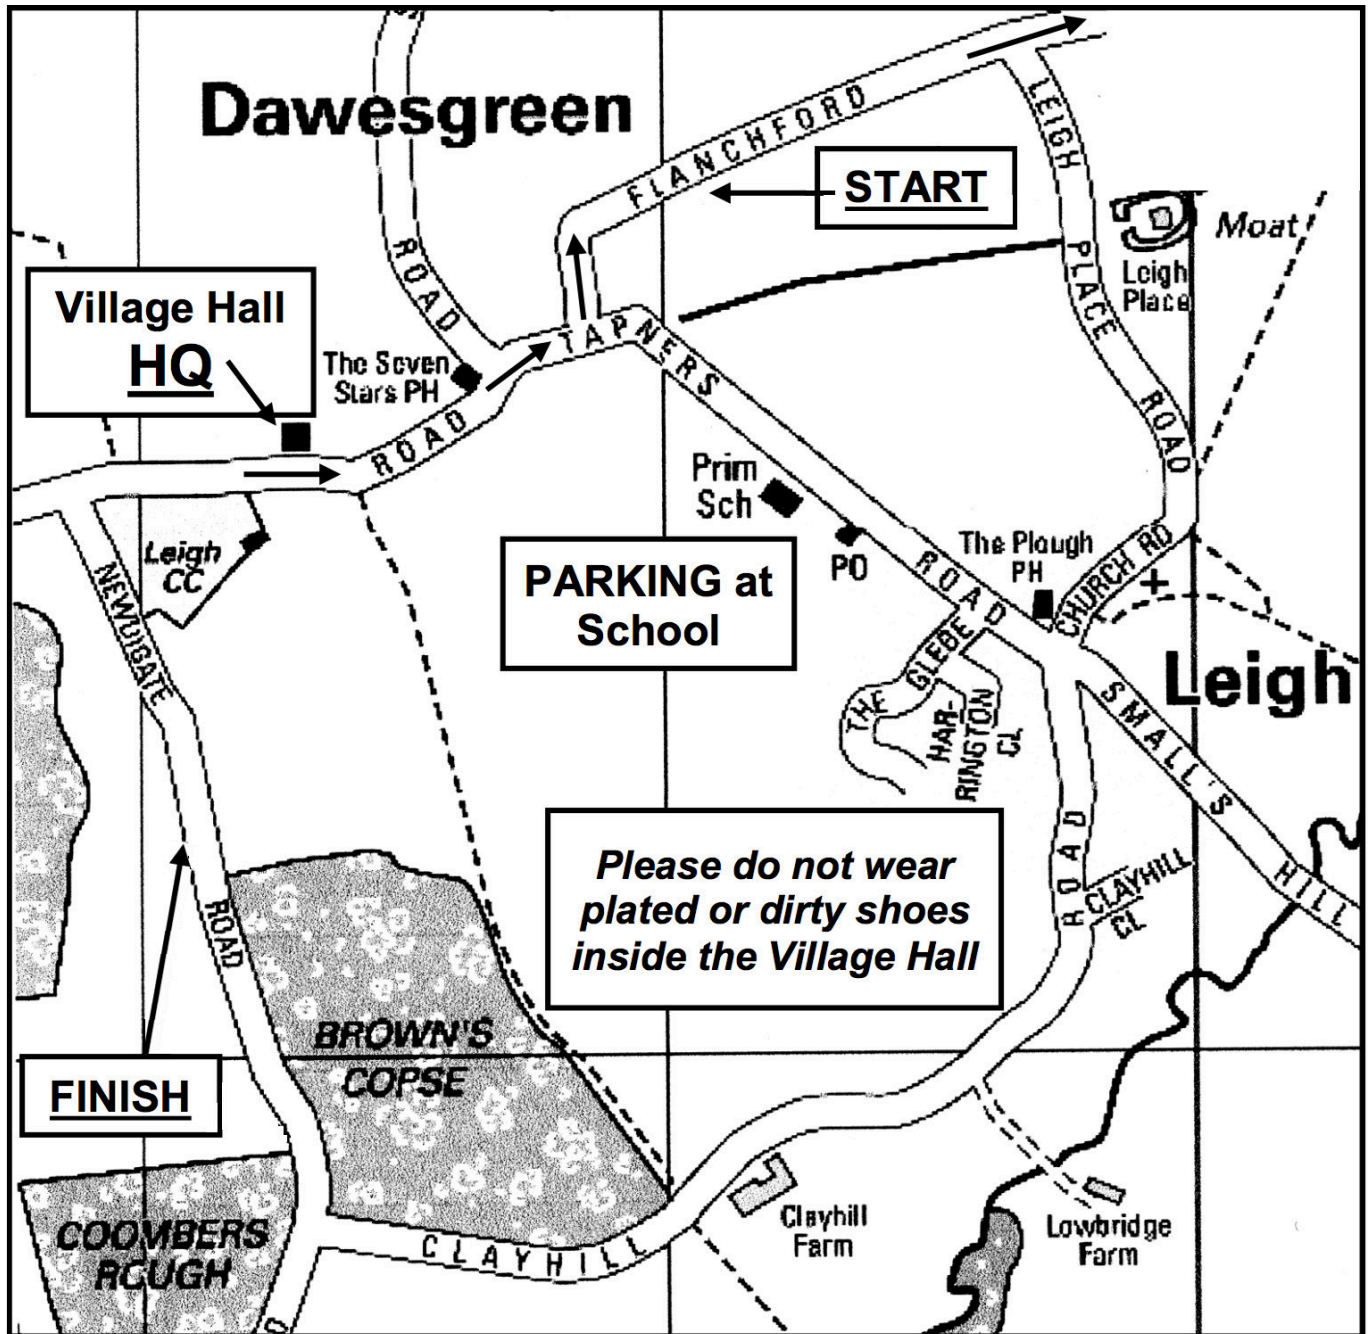 Dawesgreen
FLANCHFORD
START
LEIGH
PLACE
ROAD
Moat
Leigh
Place
ROAD
Village Hall
HQ
The Seven
Stars PH
TAPNERS
ROAD
ROAD
Prim
Sch
PO
The Plough
PH
CHURCH RD
Leigh
CC
NEWDIGATE
ROAD
PARKING at
School
THE GLEBE
HAR-
RINGTON
CL
Leigh
SMALL'S
HILL
ROAD
CLAYHILL
CL
Please do not wear
plated or dirty shoes
inside the Village Hall
BROWN'S
COPSE
FINISH
COOMBERS
ROUGH
CLAYHILL
Clayhill
Farm
Lowbridge
Farm